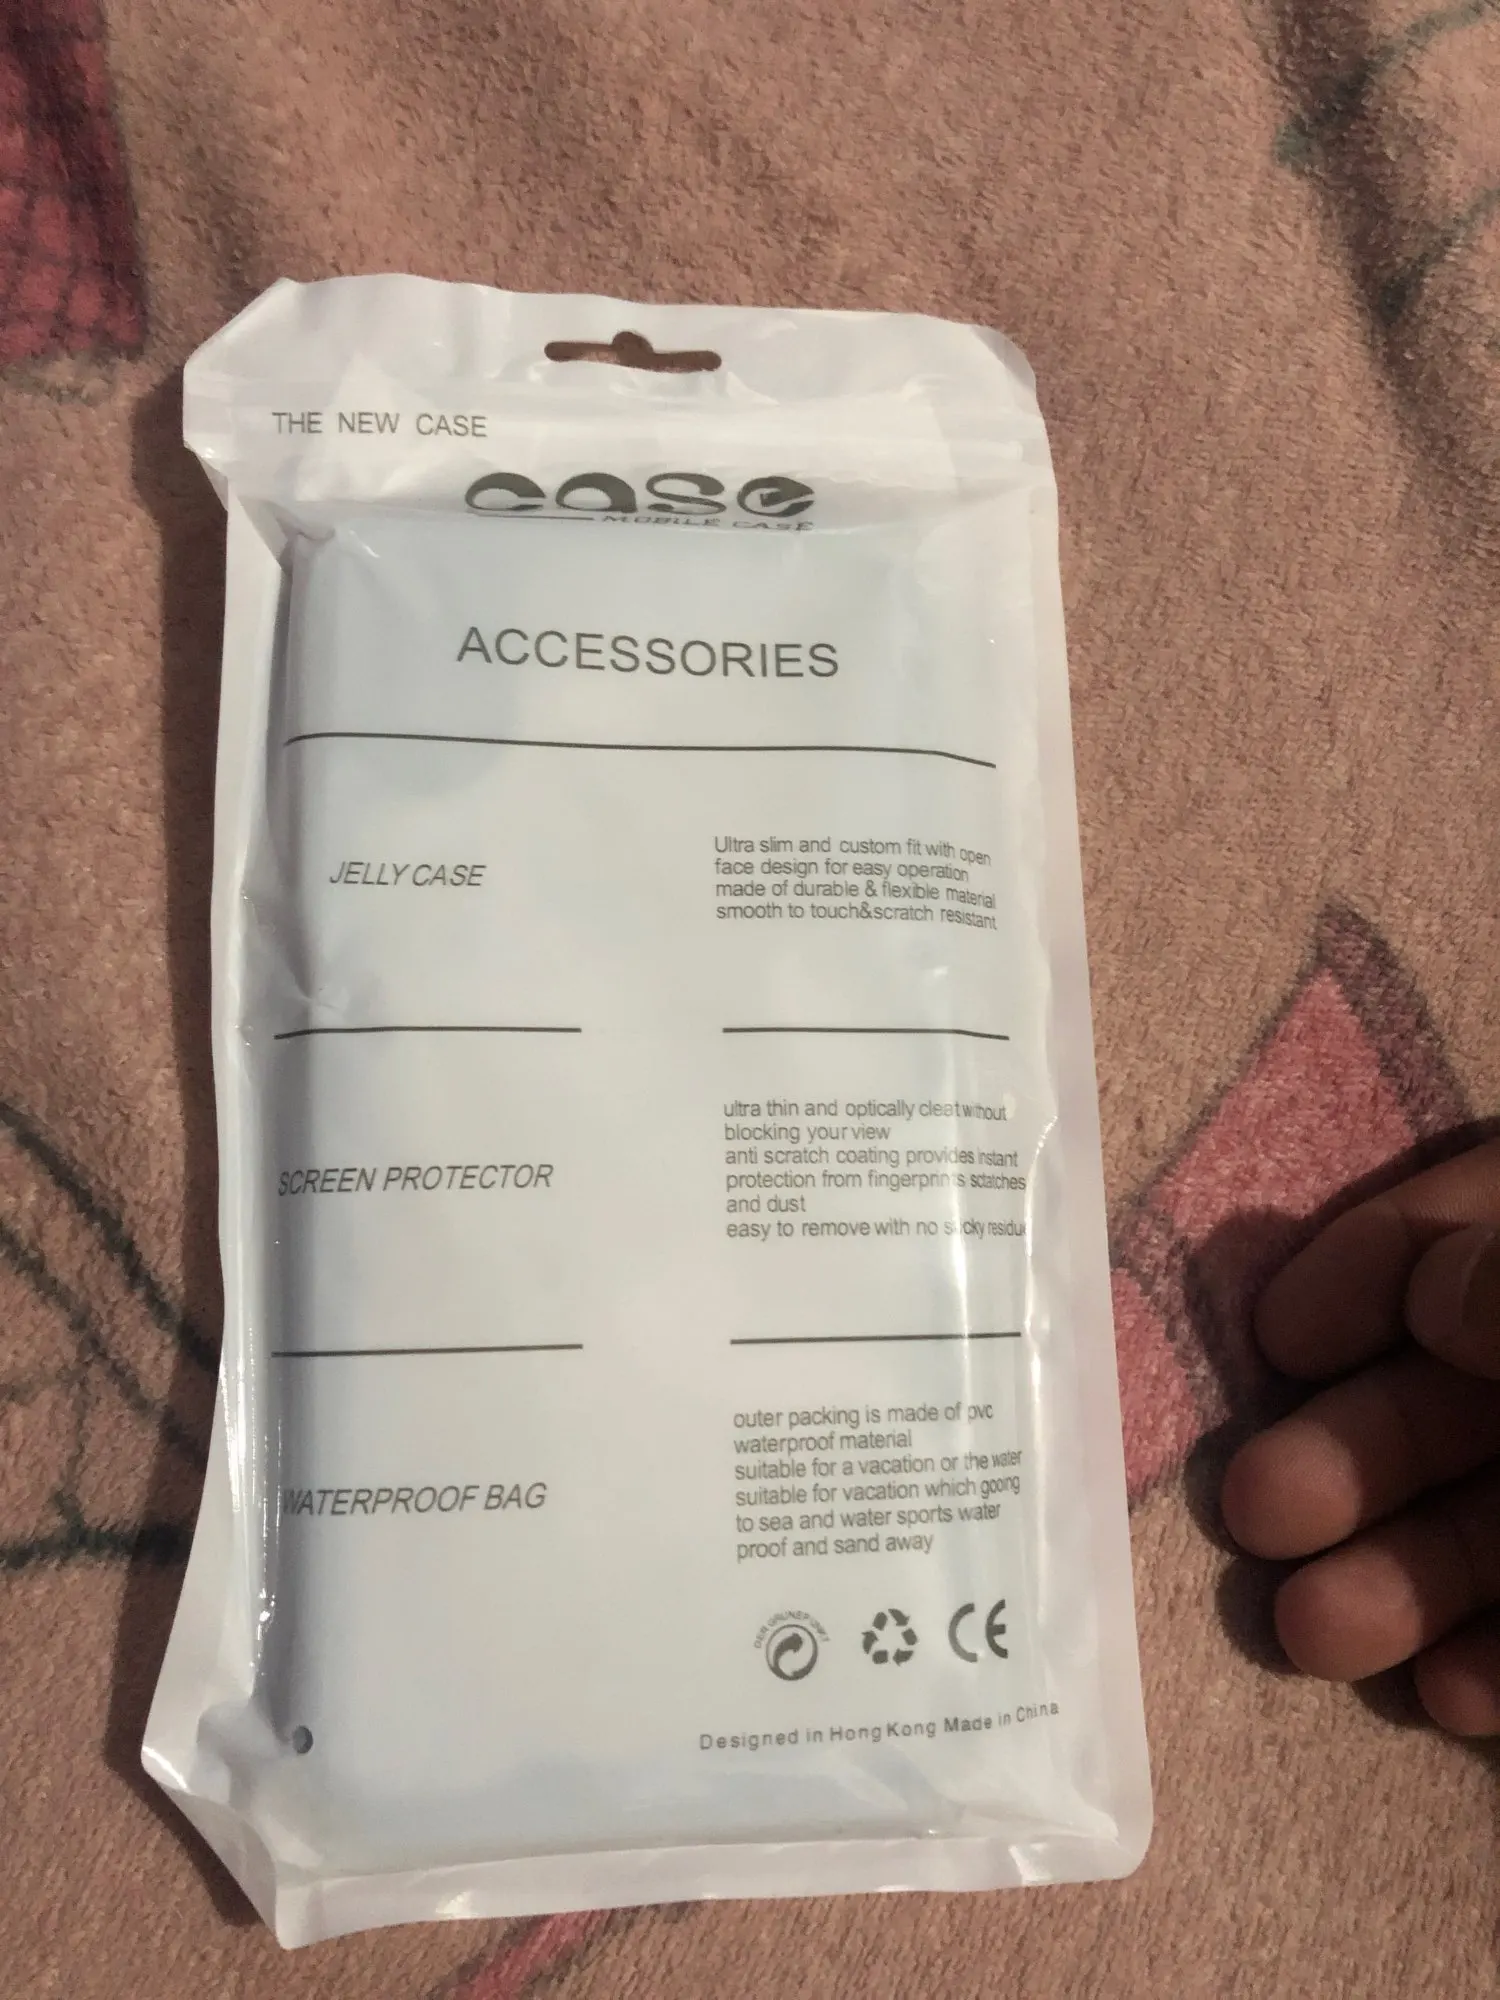 THE NEW CASE
case
MOBILE CASE
ACCESSORIES
JELLY CASE
Ultra slim and custom fit with open
face design for easy operation
made of durable & flexible material
smooth to touch&scratch resistant
SCREEN PROTECTOR
ultra thin and optically cleat without
blocking your view
anti scratch coating provides instant
protection from fingerprints sctatches
and dust
easy to remove with no sticky residue
WATERPROOF BAG
outer packing is made of pvc
waterproof material
suitable for a vacation or the water
suitable for vacation which gooing
to sea and water sports water
proof and sand away
DER GRÜNE PUNKT
CE
Designed in Hong Kong Made in China